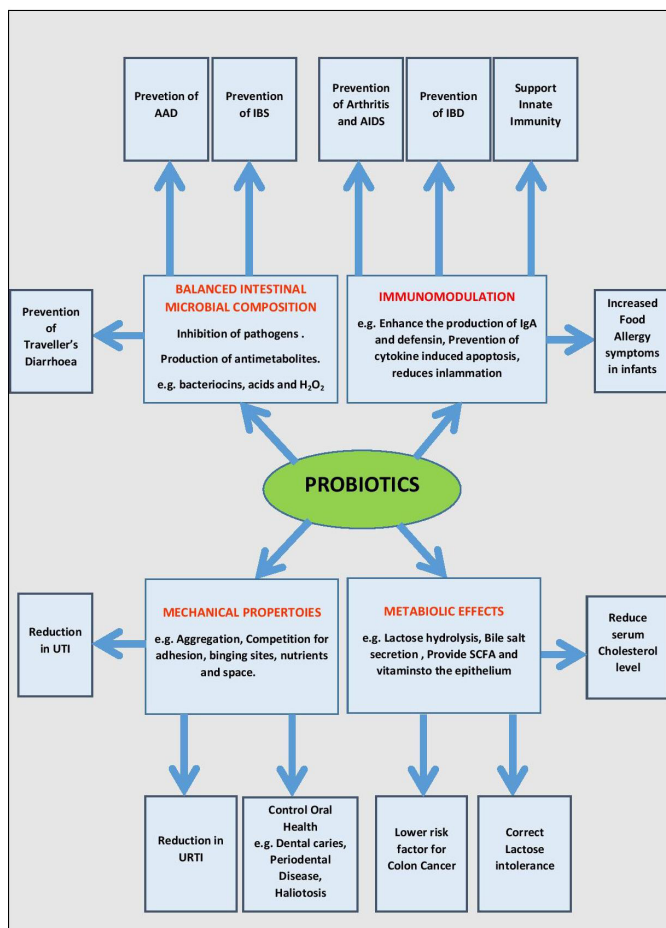 Prevetion of
AAD
Prevention
of IBS
Prevention
of Arthritis
and AIDS
Prevention
of IBD
Support
Innate
Immunity
Prevention
of
Traveller’s
Diarrhoea
BALANCED INTESTINAL
MICROBIAL COMPOSITION
Inhibition of pathogens .
Production of antimetabolites.
e.g. bacteriocins, acids and H₂O₂
IMMUNOMODULATION
e.g. Enhance the production of IgA
and defensin, Prevention of
cytokine induced apoptosis,
reduces inlammation
Increased
Food
Allergy
symptoms
in infants
PROBIOTICS
Reduction
in UTI
MECHANICAL PROPERTOIES
e.g. Aggregation, Competition for
adhesion, binging sites, nutrients
and space.
METABOLIC EFFECTS
e.g. Lactose hydrolysis, Bile salt
secretion , Provide SCFA and
vitaminsto the epithelium
Reduce
serum
Cholesterol
level
Reduction in
URTI
Control Oral
Health
e.g. Dental caries,
Periodental
Disease,
Haliotosis
Lower risk
factor for
Colon Cancer
Correct
Lactose
intolerance